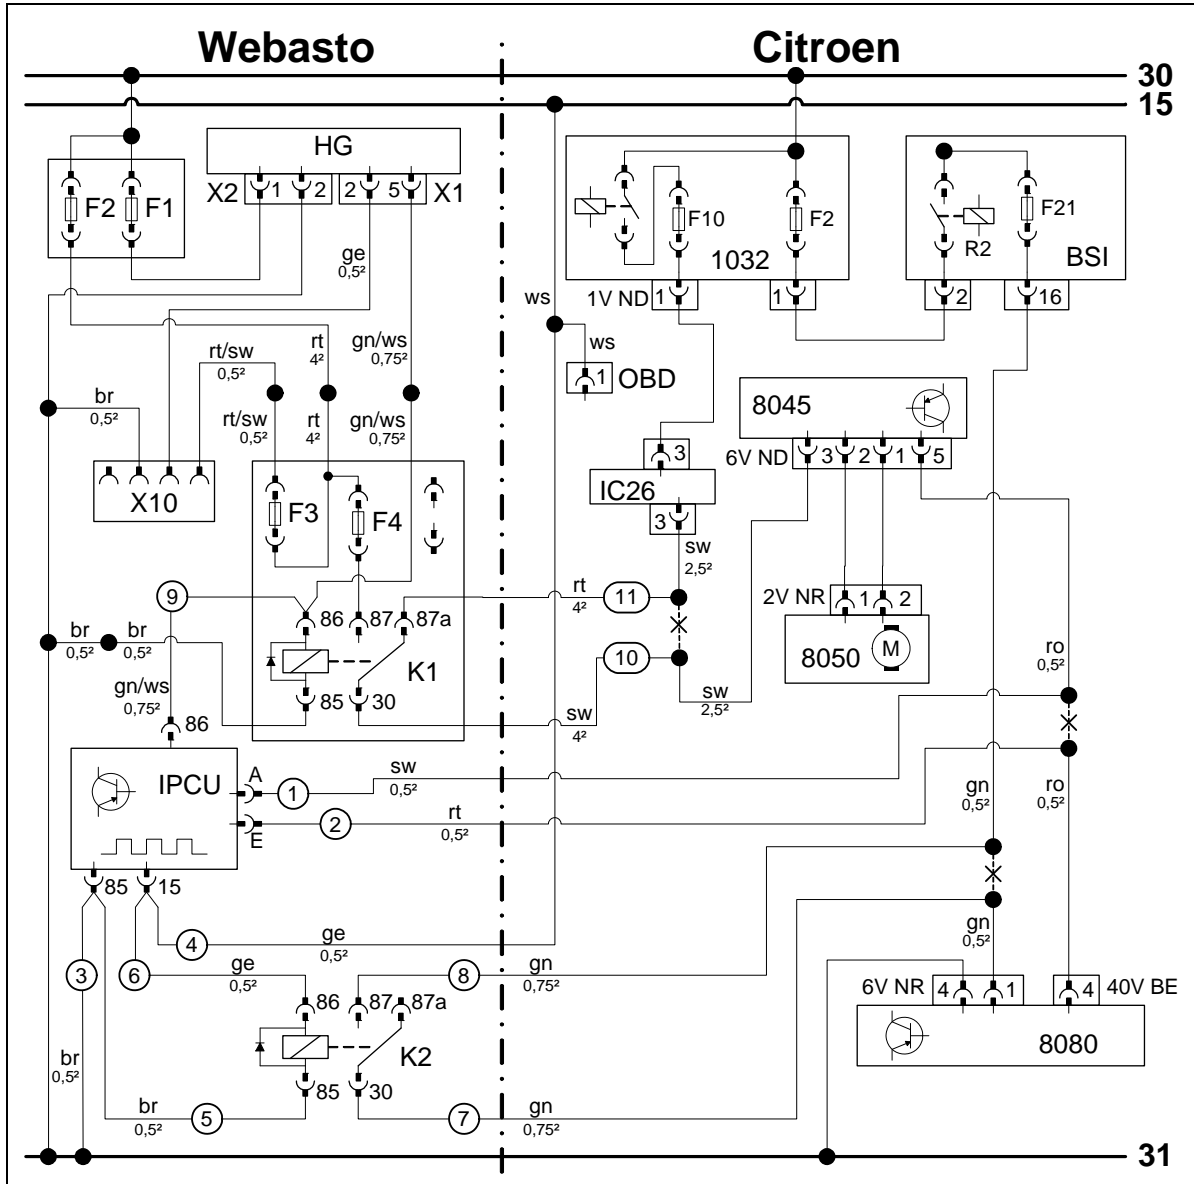 Webasto Citroen
30
15
HG
X2 1 2 2 5 X1
F2 F1
ge
0,5²
F10 F2
1032
R2 F21
BSI
1V ND 1 1
2 16
ws
ws
1 OBD
rt
4²
gn/ws
0,75²
rt/sw
0,5²
br
0,5²
rt/sw
0,5²
rt
4²
gn/ws
0,75²
8045
6V ND 3 2 1 5
X10
F3 F4
3
IC26
3
sw
2,5²
9
86 87 87a
rt
4²
11
2V NR 1 2
8050 M
br
0,5²
br
0,5²
K1
10
ro
0,5²
gn/ws
0,75²
85 30
sw
4²
sw
2,5²
86
IPCU
A
1
sw
0,5²
E
2
rt
0,5²
gn
0,5²
ro
0,5²
85 15
4
ge
0,5²
gn
0,5²
3 6
ge
0,5²
8
gn
0,75²
86 87 87a
6V NR 4 1 4 40V BE
K2
8080
br
0,5²
85 30
br
0,5²
5
7
gn
0,75²
31